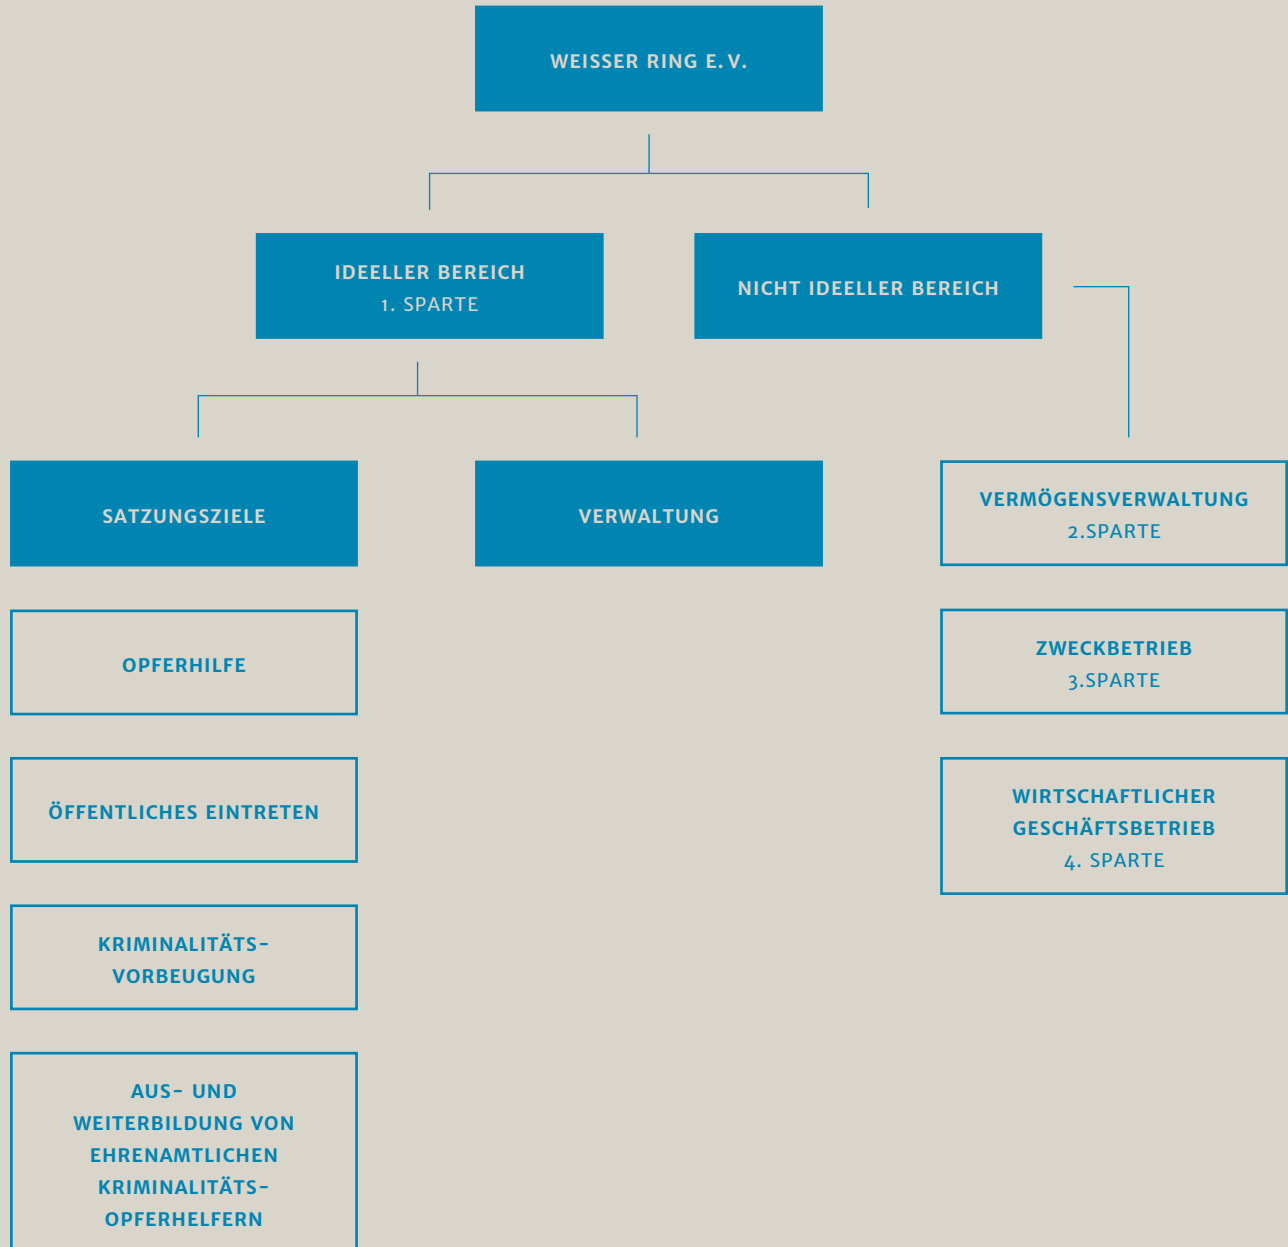 WEISSER RING E. V.
IDEELLER BEREICH
1. SPARTE
NICHT IDEELLER BEREICH
SATZUNGSZIELE
VERWALTUNG
VERMÖGENSVERWALTUNG
2.SPARTE
OPFERHILFE
ZWECKBETRIEB
3.SPARTE
ÖFFENTLICHES EINTRETEN
WIRTSCHAFTLICHER
GESCHÄFTSBETRIEB
4. SPARTE
KRIMINALITÄTS-
VORBEUGUNG
AUS- UND
WEITERBILDUNG VON
EHRENAMTLICHEN
KRIMINALITÄTS-
OPFERHELFERN